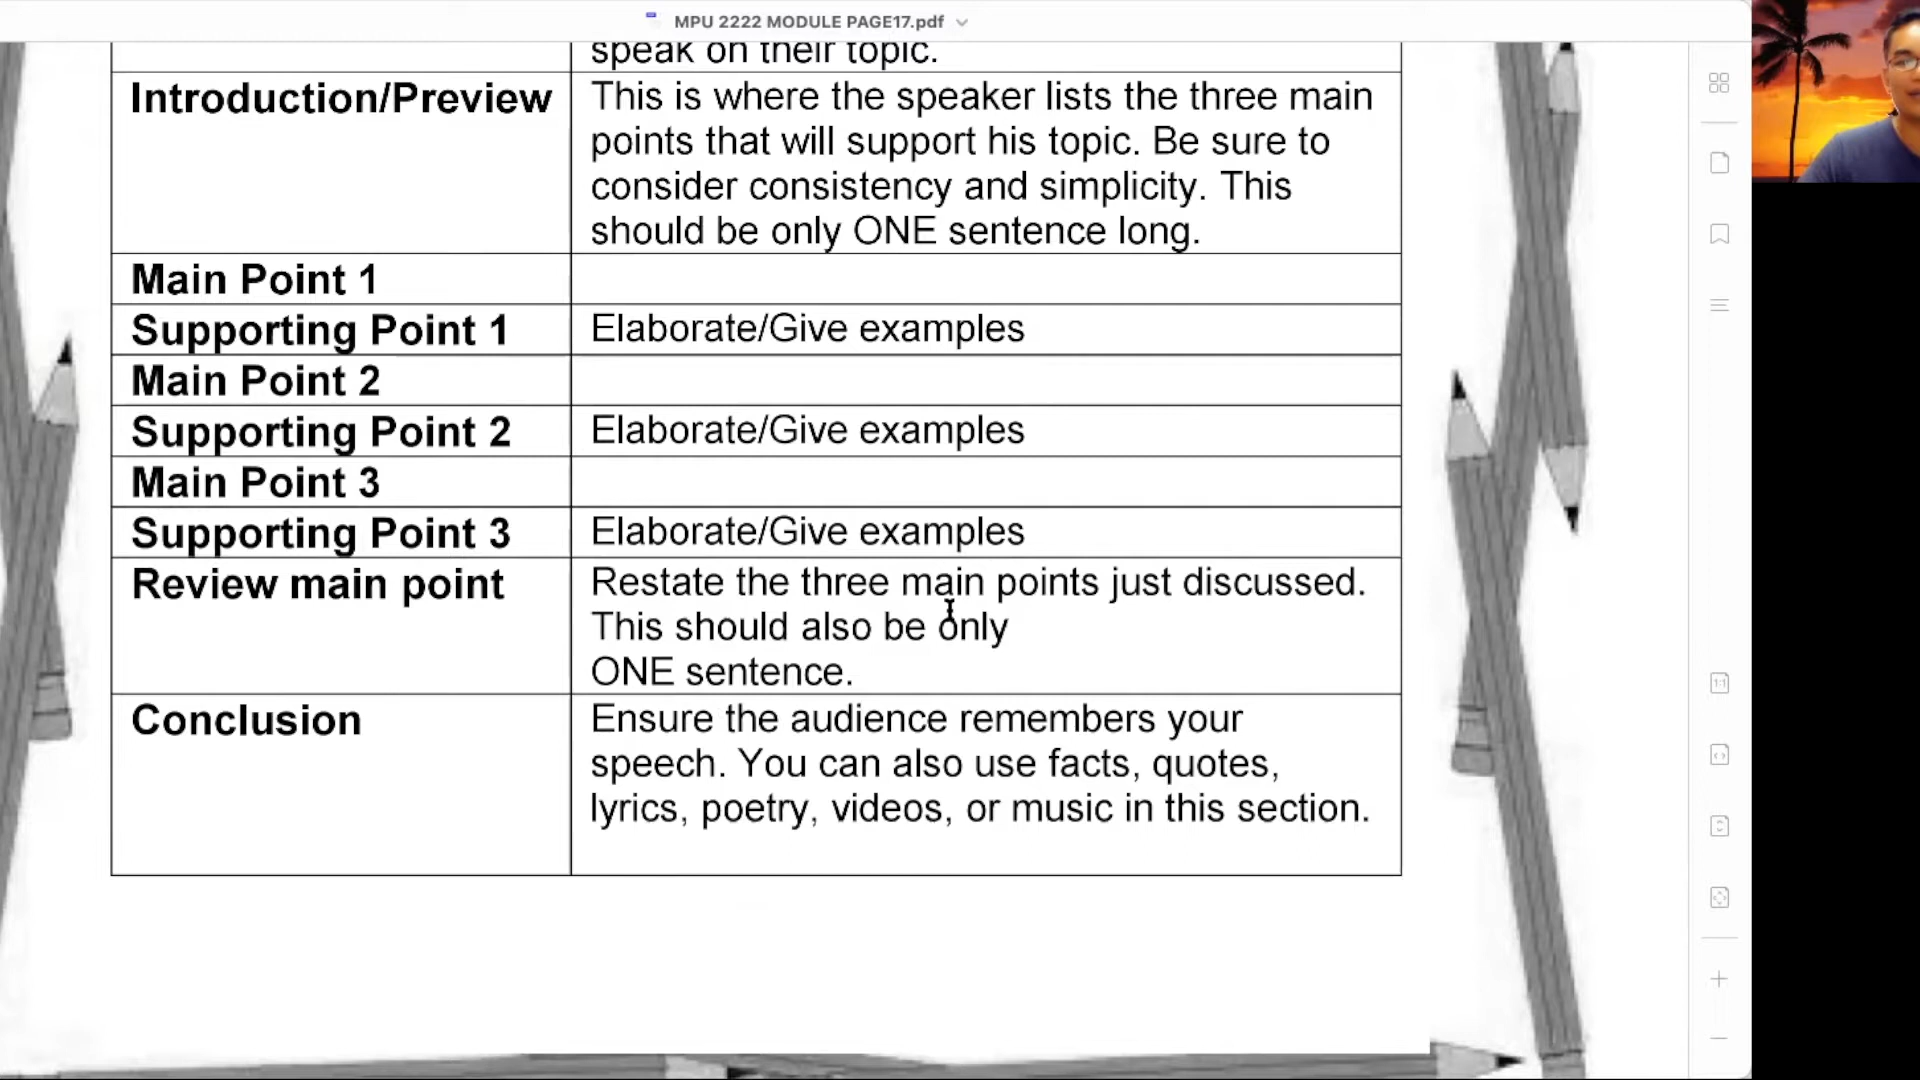 MPU 2222 MODULE PAGE17.pdf
speak on their topic.
Introduction/Preview
This is where the speaker lists the three main
points that will support his topic. Be sure to
consider consistency and simplicity. This
should be only ONE sentence long.
Main Point 1
Supporting Point 1
Elaborate/Give examples
Main Point 2
Supporting Point 2
Elaborate/Give examples
Main Point 3
Supporting Point 3
Elaborate/Give examples
Review main point
Restate the three main points just discussed.
This should also be only
ONE sentence.
Conclusion
Ensure the audience remembers your
speech. You can also use facts, quotes,
lyrics, poetry, videos, or music in this section.